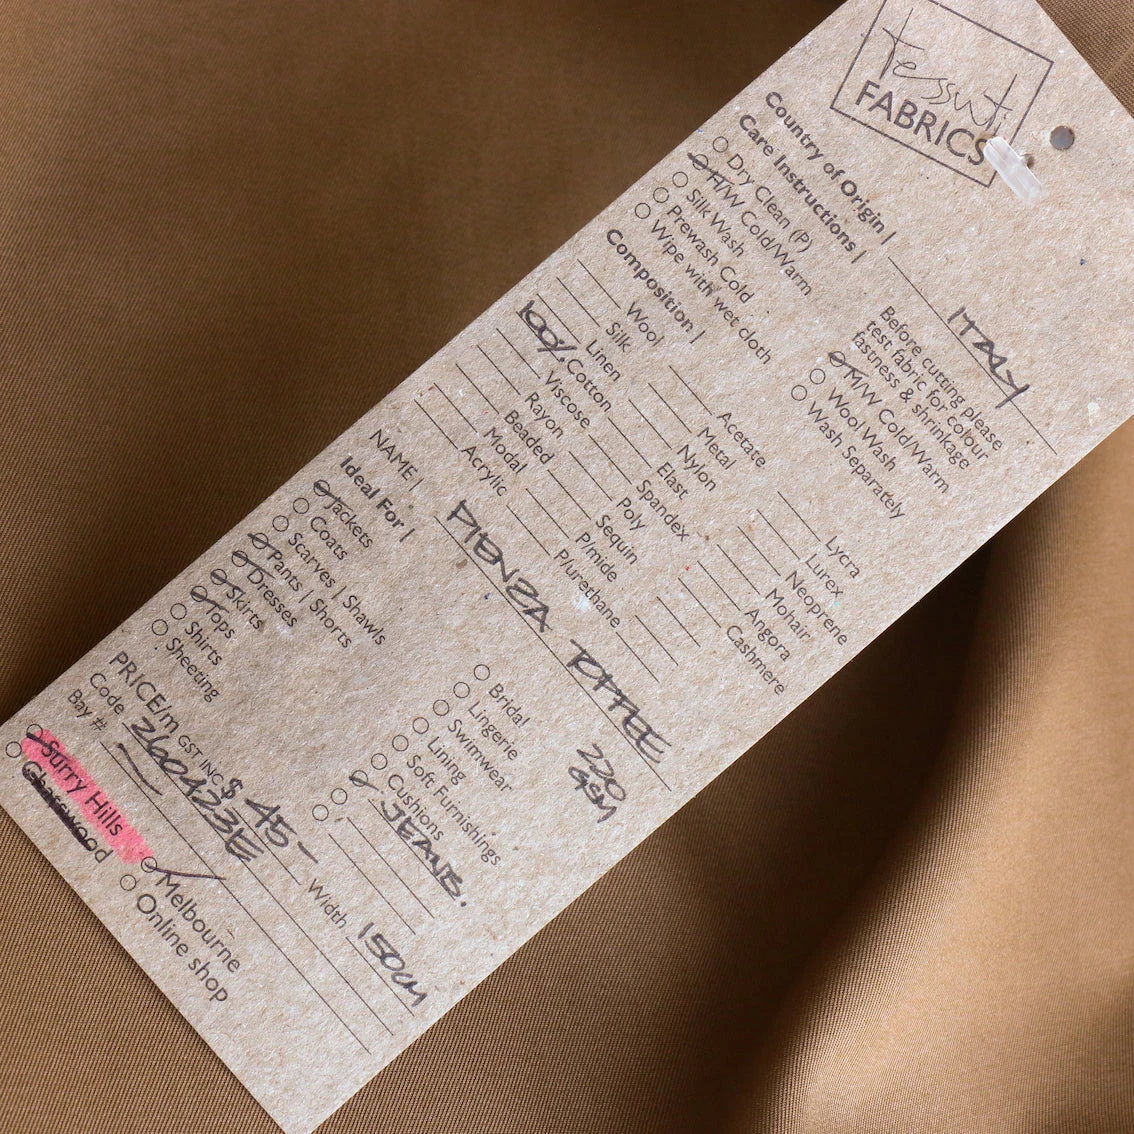 Tessuti
FABRICS
Country of Origin | ITALY
Care Instructions |
Dry Clean (P)
H/W Cold/Warm
Silk Wash
Prewash Cold
Wipe with wet cloth
Before cutting please
test fabric for colour
fastness & shrinkage
M/W Cold/Warm
Wool Wash
Wash Separately
Composition |
Wool
Silk
Linen
100% Cotton
Viscose
Rayon
Beaded
Modal
Acrylic
Acetate
Metal
Nylon
Elast
Spandex
Poly
Sequin
P/mide
P/urethane
Lycra
Lurex
Neoprene
Mohair
Angora
Cashmere
NAME | PIENZA TOFFEE
220
GSM
Ideal For |
Jackets
Coats
Scarves | Shawls
Pants | Shorts
Dresses
Skirts
Tops
Shirts
Sheeting
Bridal
Lingerie
Swimwear
Lining
Soft Furnishings
Cushions
JEANS.
PRICE/m GST INC $ 45- Width 150CM
Code 260423E
Bay #:
Surry Hills
Chatswood
Melbourne
Online shop